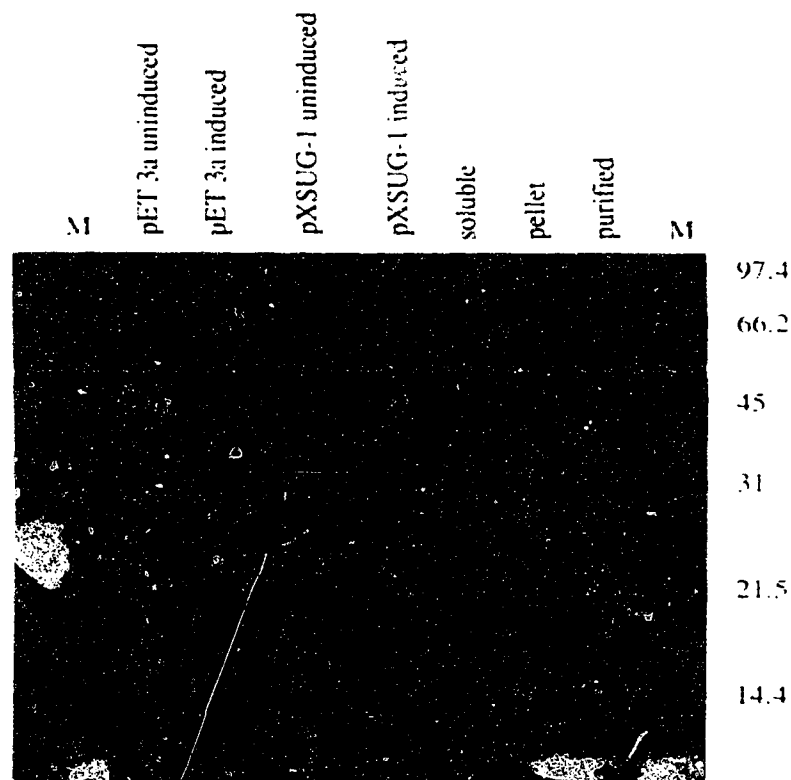 M
pET 3a uninduced
pET 3a induced
pXSUG-1 uninduced
pXSUG-1 induced
soluble
pellet
purified
M
97.4
66.2
45
31
21.5
14.4